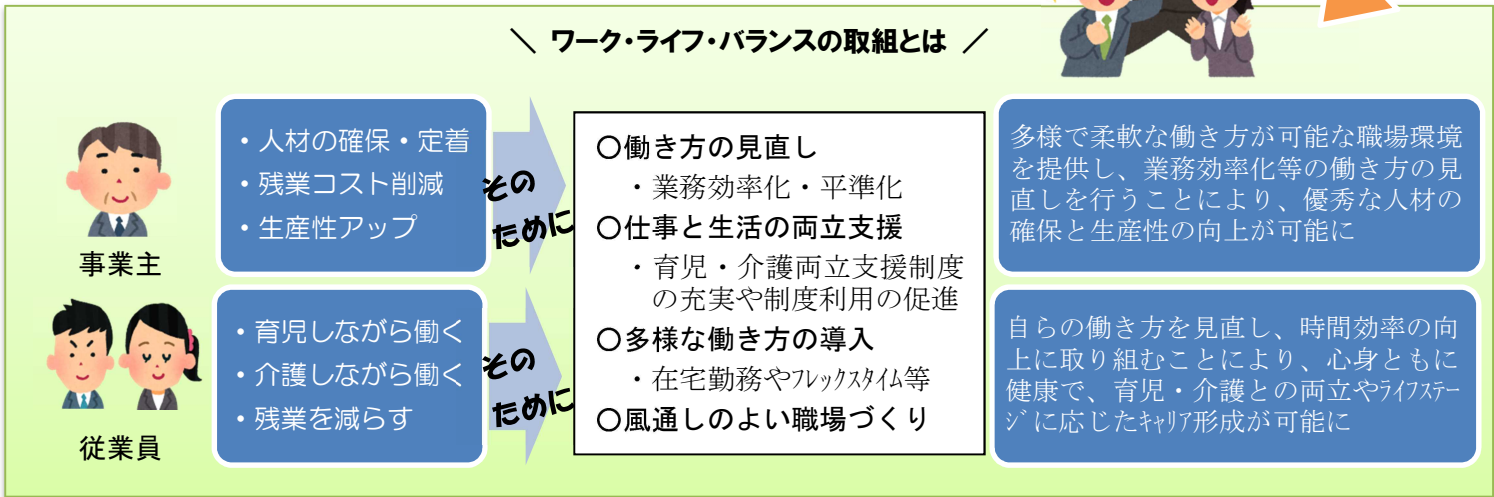 ＼ ワーク・ライフ・バランスの取組とは ／
事業主
・人材の確保・定着
・残業コスト削減
・生産性アップ
その
ために
従業員
・育児しながら働く
・介護しながら働く
・残業を減らす
その
ために
○働き方の見直し
・業務効率化・平準化
○仕事と生活の両立支援
・育児・介護両立支援制度
の充実や制度利用の促進
○多様な働き方の導入
・在宅勤務やﾌﾚｯｸｽﾀｲﾑ等
○風通しのよい職場づくり
多様で柔軟な働き方が可能な職場環境
を提供し、業務効率化等の働き方の見
直しを行うことにより、優秀な人材の
確保と生産性の向上が可能に
自らの働き方を見直し、時間効率の向
上に取り組むことにより、心身ともに
健康で、育児・介護との両立やﾗｲﾌｽﾃｰ
ｼﾞに応じたｷｬﾘｱ形成が可能に